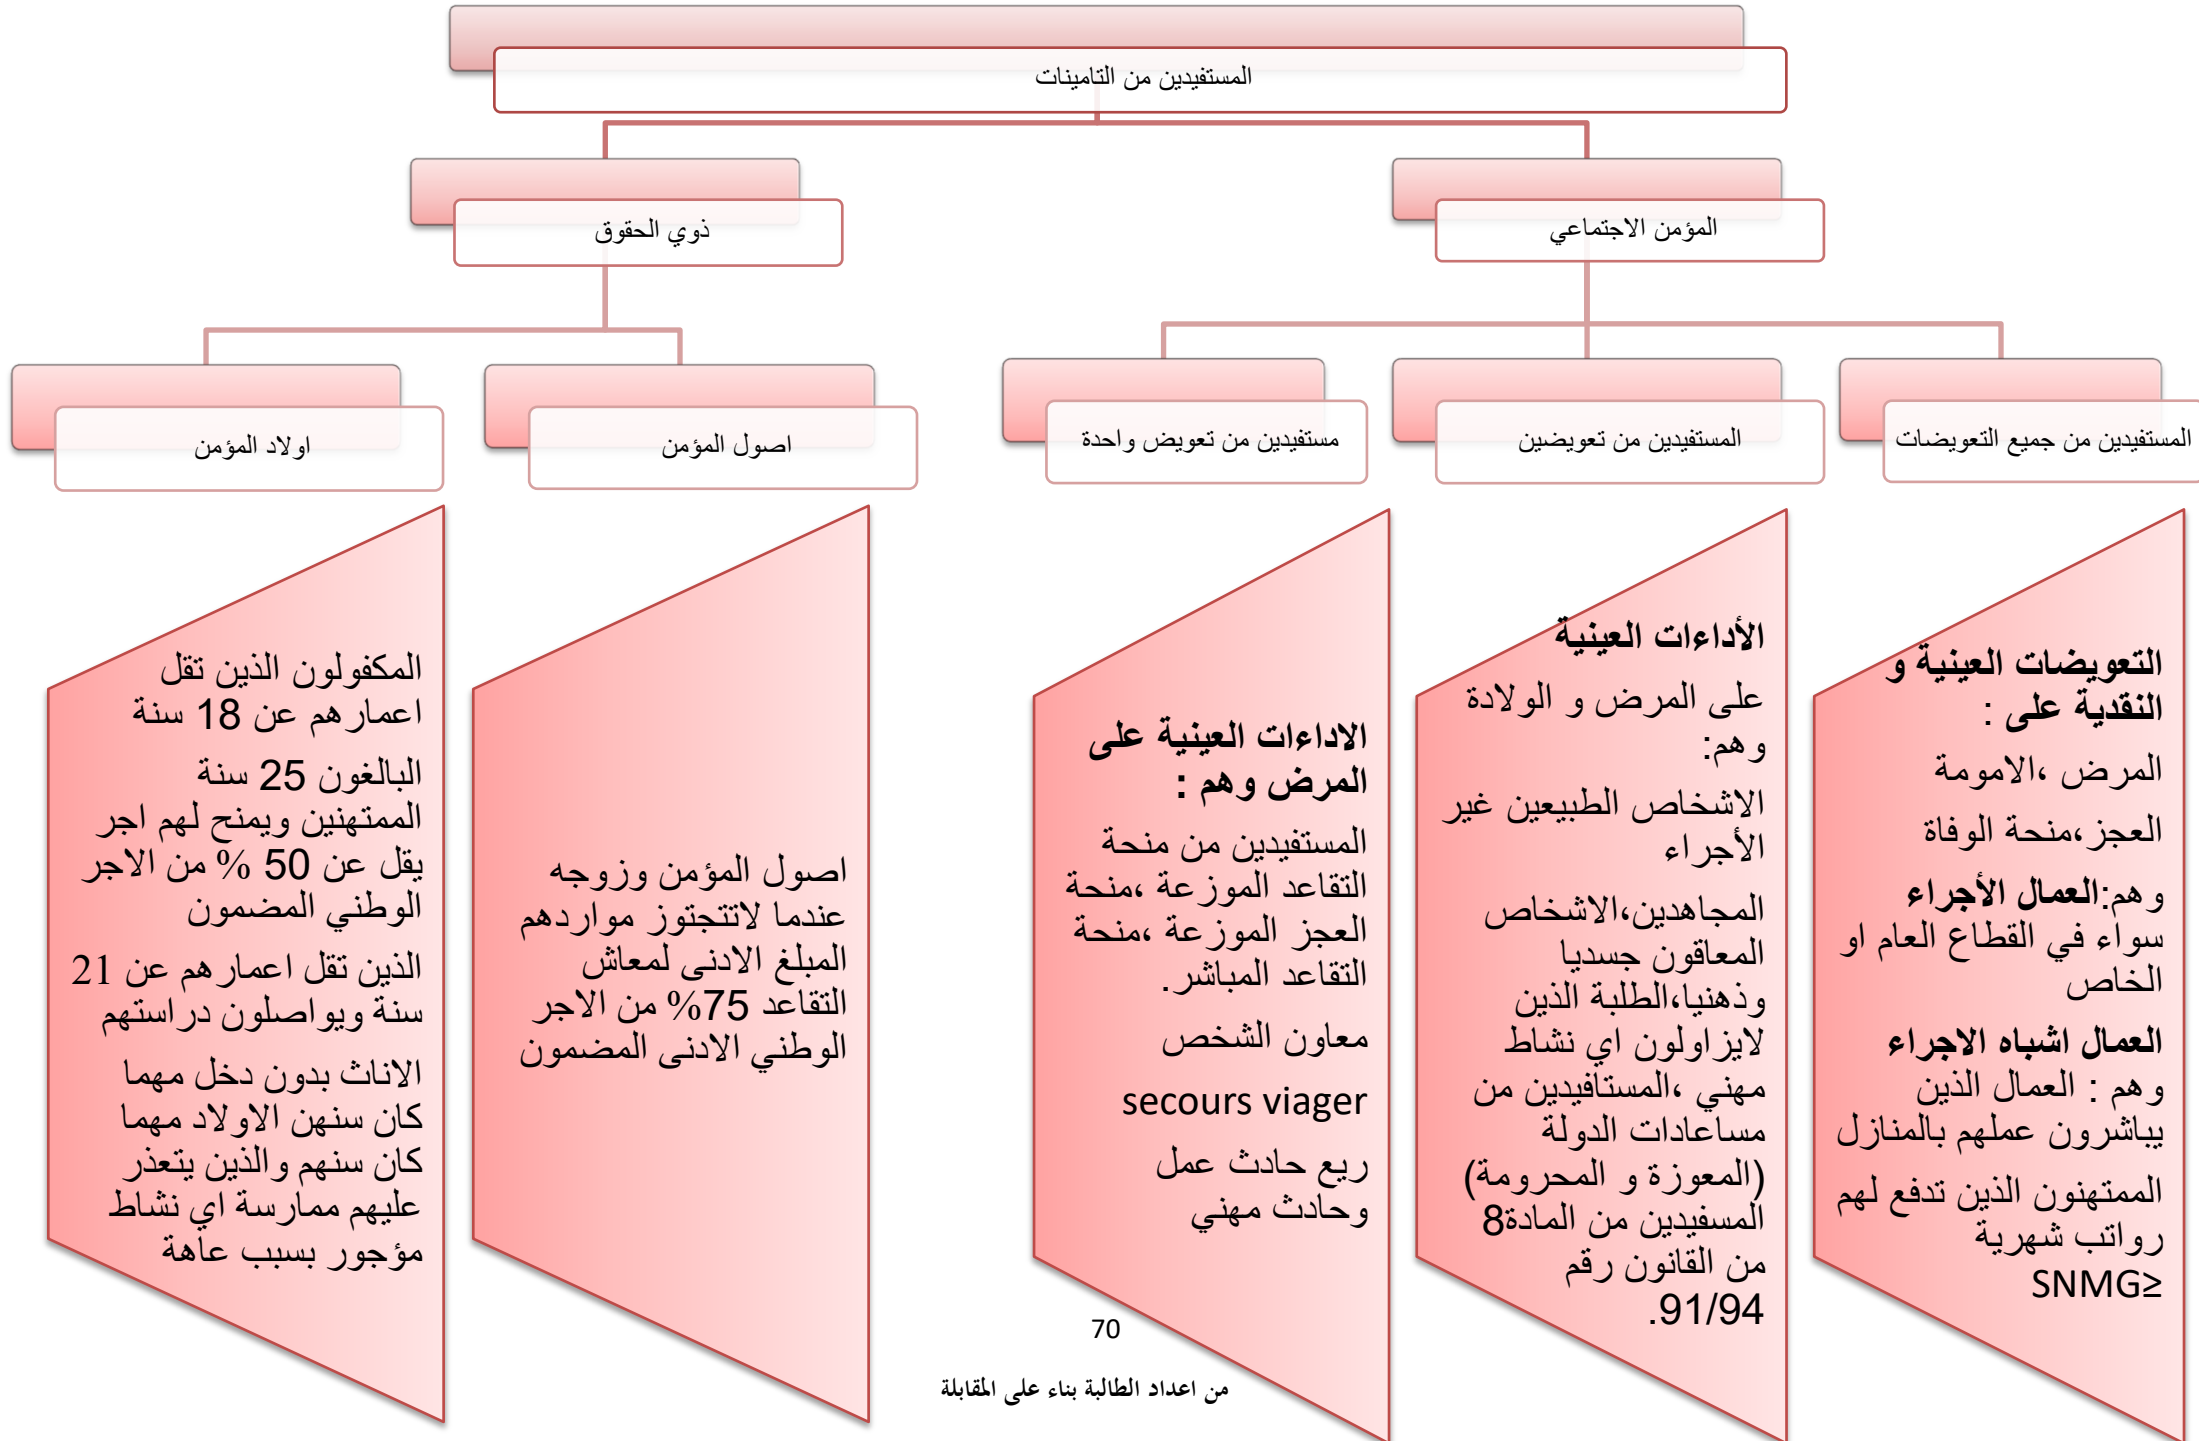 المستفيدين من التامينات
المؤمن الاجتماعي
ذوي الحقوق
المستفيدين من جميع التعويضات
المستفيدين من تعويضين
مستفيدين من تعويض واحدة
اصول المؤمن
اولاد المؤمن
التعويضات العينية و
النقدية على :
المرض ،الامومة
العجز،منحة الوفاة
وهم:العمال الأجراء
سواء في القطاع العام او
الخاص
العمال اشباه الاجراء
وهم : العمال الذين
يباشرون عملهم بالمنازل
الممتهنون الذين تدفع لهم
رواتب شهرية
SNMG≤
الأداءات العينية
على المرض و الولادة
وهم:
الاشخاص الطبيعين غير
الأجراء
المجاهدين،الاشخاص
المعاقون جسديا
وذهنيا،الطلبة الذين
لايزاولون اي نشاط
مهني ،المستافيدين من
مساعادات الدولة
(المعوزة و المحرومة)
المسفيدين من المادة8
من القانون رقم
91/94.
الاداءات العينية على
المرض وهم :
المستفيدين من منحة
التقاعد الموزعة ،منحة
العجز الموزعة ،منحة
التقاعد المباشر.
معاون الشخص
secours viager
ريع حادث عمل
وحادث مهني
اصول المؤمن وزوجه
عندما لاتتجتوز مواردهم
المبلغ الادنى لمعاش
التقاعد 75% من الاجر
الوطني الادنى المضمون
المكفولون الذين تقل
اعمارهم عن 18 سنة
البالغون 25 سنة
الممتهنين ويمنح لهم اجر
يقل عن 50 % من الاجر
الوطني المضمون
الذين تقل اعمارهم عن 21
سنة ويواصلون دراستهم
الاناث بدون دخل مهما
كان سنهن الاولاد مهما
كان سنهم والذين يتعذر
عليهم ممارسة اي نشاط
مؤجور بسبب عاهة
70
من اعداد الطالبة بناء على المقابلة